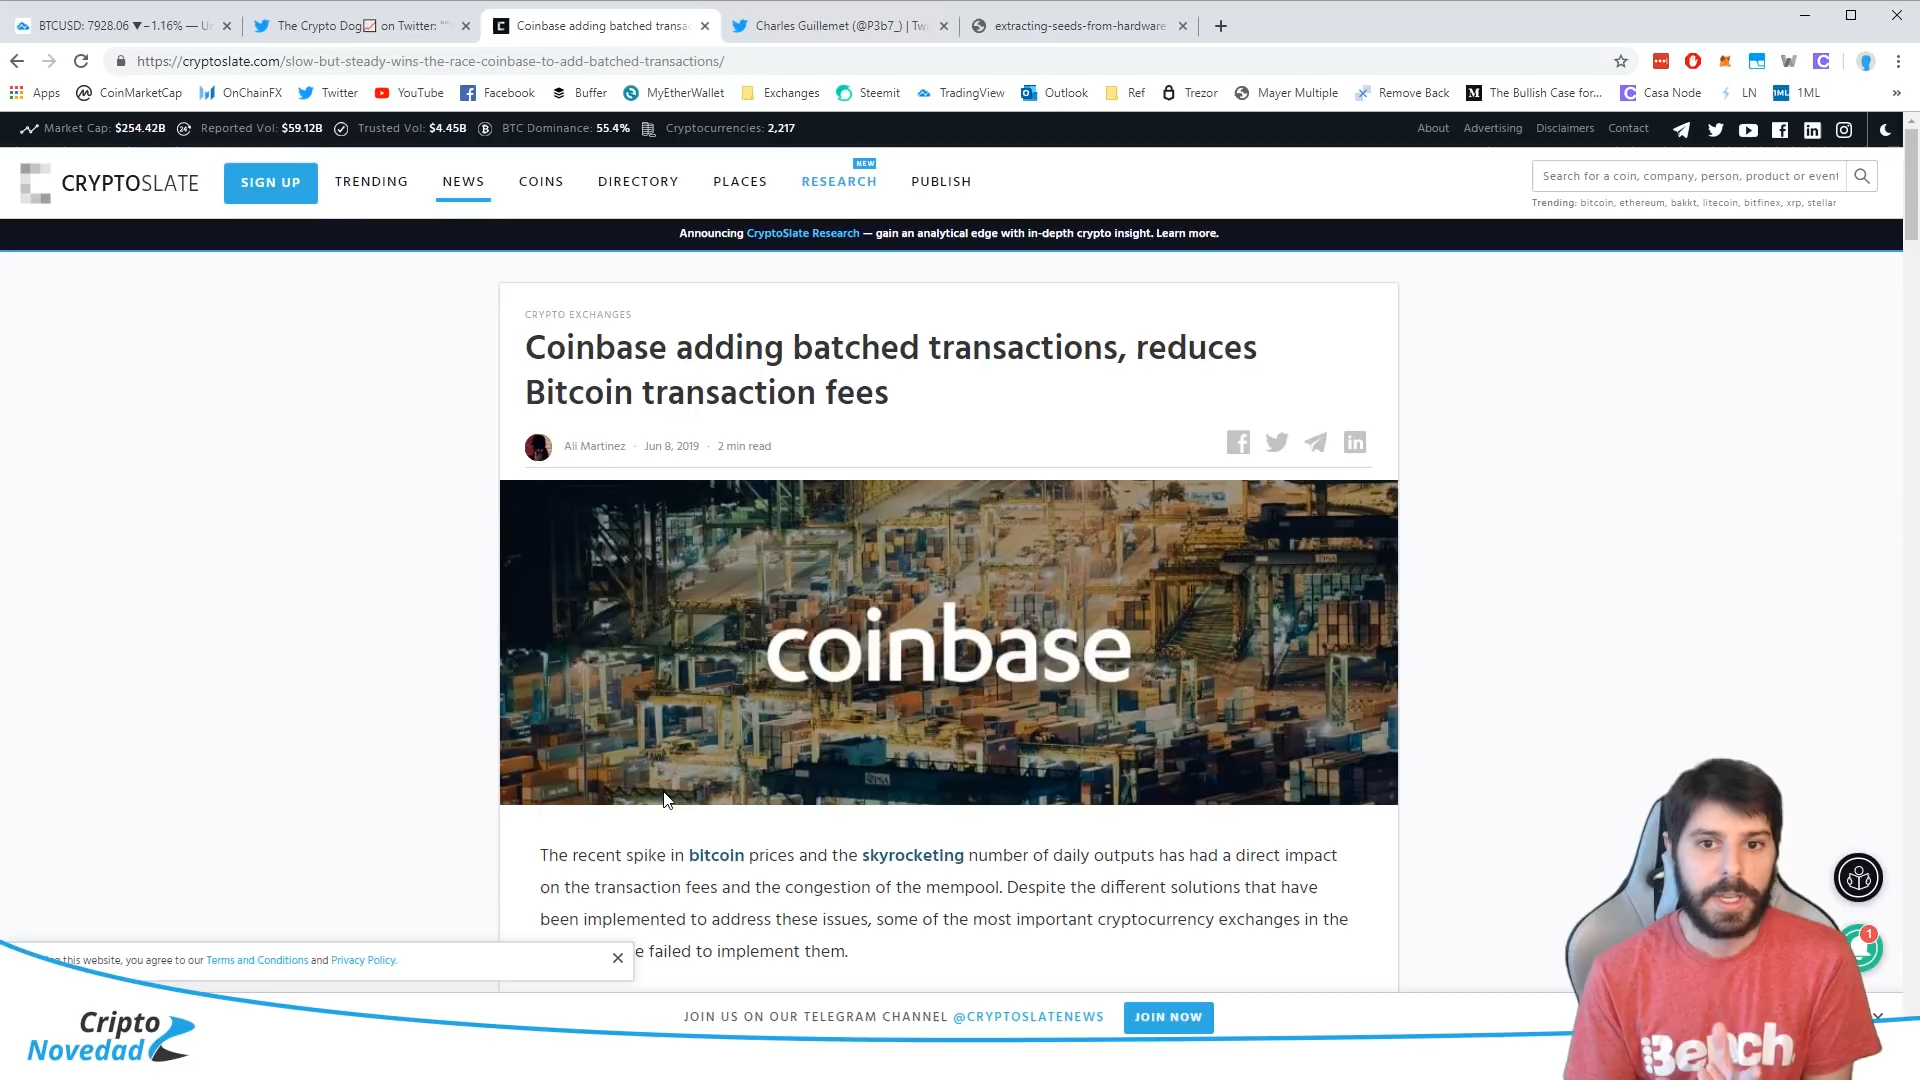 BTCUSD: 7928.06 ▼ −1.16% — Un
The Crypto Dog📈 on Twitter: "
Coinbase adding batched transac
Charles Guillemet (@P3b7_) | Tw
extracting-seeds-from-hardware
https://cryptoslate.com/slow-but-steady-wins-the-race-coinbase-to-add-batched-transactions/
Apps CoinMarketCap OnChainFX Twitter YouTube Facebook Buffer MyEtherWallet Exchanges Steemit TradingView Outlook Ref Trezor Mayer Multiple Remove Back The Bullish Case for... Casa Node LN 1ML 1ML »
Market Cap: $254.42B Reported Vol: $59.12B Trusted Vol: $4.45B BTC Dominance: 55.4% Cryptocurrencies: 2,217 About Advertising Disclaimers Contact
NEW
CRYPTOSLATE SIGN UP TRENDING NEWS COINS DIRECTORY PLACES RESEARCH PUBLISH
Search for a coin, company, person, product or event
Trending: bitcoin, ethereum, bakkt, litecoin, bitfinex, xrp, stellar
Announcing CryptoSlate Research — gain an analytical edge with in-depth crypto insight. Learn more.
CRYPTO EXCHANGES
Coinbase adding batched transactions, reduces
Bitcoin transaction fees
Ali Martinez · Jun 8, 2019 · 2 min read
coinbase
PSA
The recent spike in bitcoin prices and the skyrocketing number of daily outputs has had a direct impact
on the transaction fees and the congestion of the mempool. Despite the different solutions that have
been implemented to address these issues, some of the most important cryptocurrency exchanges in the
e failed to implement them.
this website, you agree to our Terms and Conditions and Privacy Policy.
1
JOIN US ON OUR TELEGRAM CHANNEL @CRYPTOSLATENEWS JOIN NOW
Cripto
Novedad